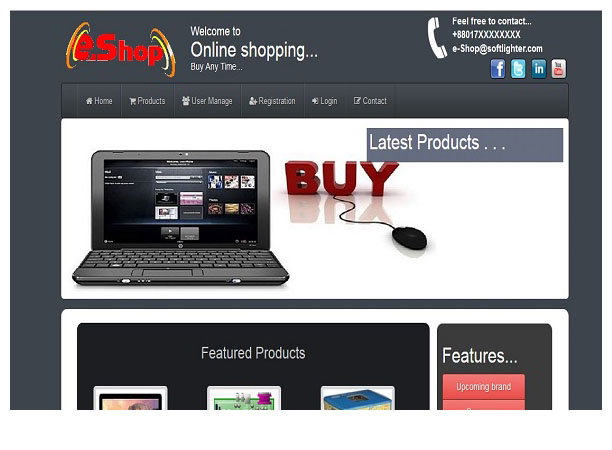 e.Shop
Welcome to
Online shopping...
Buy Any Time...
Feel free to contact...
+88017XXXXXXXX
e-Shop@softlighter.com
Home Products User Manage Registration Login Contact
Latest Products . . .
BUY
Featured Products
Features...
Upcoming brand